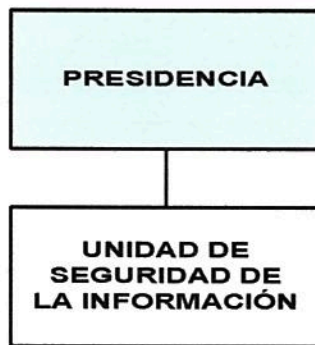 PRESIDENCIA
UNIDAD DE
SEGURIDAD DE
LA INFORMACIÓN